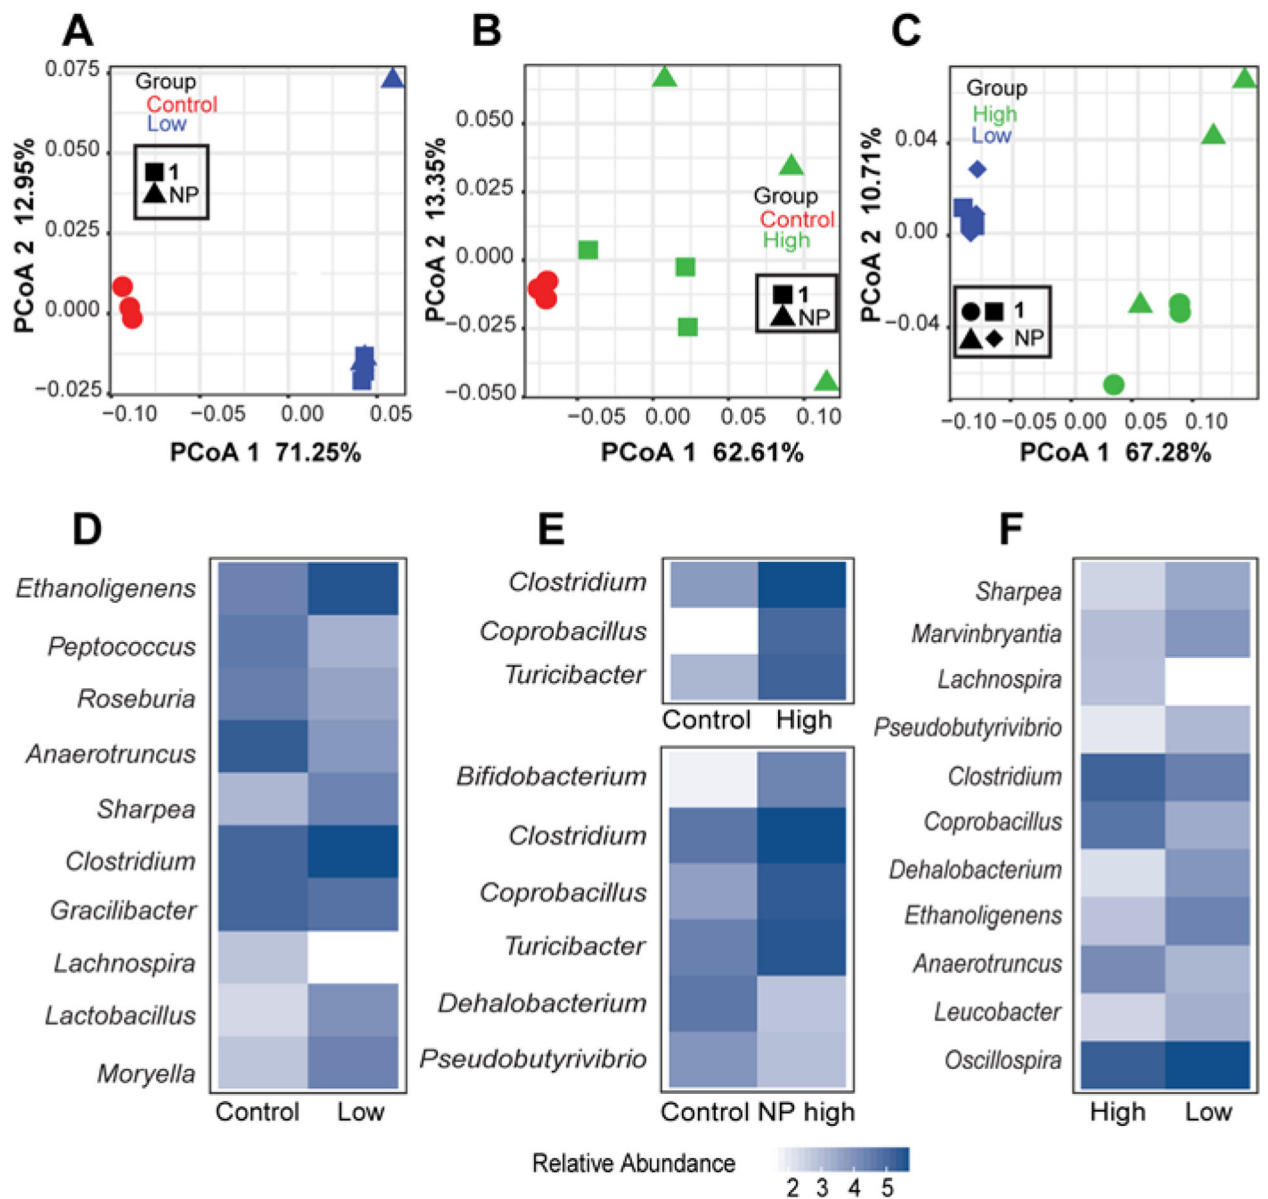 A
Group
Control
Low
1
NP
0.075
0.050
0.025
0.000
−0.025
PCoA 2 12.95%
−0.10 −0.05 0.00 0.05
PCoA 1 71.25%
B
Group
Control
High
1
NP
0.050
0.025
0.000
−0.025
−0.050
PCoA 2 13.35%
−0.05 0.00 0.05 0.10
PCoA 1 62.61%
C
Group
High
Low
1
NP
0.04
0.00
−0.04
PCoA 2 10.71%
−0.10 −0.05 0.00 0.05 0.10
PCoA 1 67.28%
D
Ethanoligenens
Peptococcus
Roseburia
Anaerotruncus
Sharpea
Clostridium
Gracilibacter
Lachnospira
Lactobacillus
Moryella
Control Low
E
Clostridium
Coprobacillus
Turicibacter
Control High
Bifidobacterium
Clostridium
Coprobacillus
Turicibacter
Dehalobacterium
Pseudobutyrivibrio
Control NP high
F
Sharpea
Marvinbryantia
Lachnospira
Pseudobutyrivibrio
Clostridium
Coprobacillus
Dehalobacterium
Ethanoligenens
Anaerotruncus
Leucobacter
Oscillospira
High Low
Relative Abundance
2 3 4 5